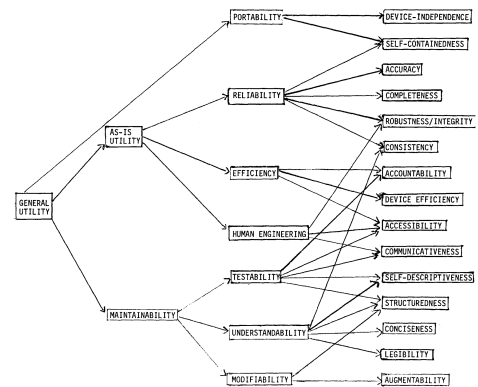 PORTABILITY
DEVICE-INDEPENDENCE
SELF-CONTAINEDNESS
ACCURACY
RELIABILITY
COMPLETENESS
ROBUSTNESS/INTEGRITY
AS-IS
UTILITY
CONSISTENCY
EFFICIENCY
ACCOUNTABILITY
DEVICE EFFICIENCY
GENERAL
UTILITY
ACCESSIBILITY
HUMAN ENGINEERING
COMMUNICATIVENESS
TESTABILITY
SELF-DESCRIPTIVENESS
STRUCTUREDNESS
MAINTAINABILITY
UNDERSTANDABILITY
CONCISENESS
LEGIBILITY
MODIFIABILITY
AUGMENTABILITY